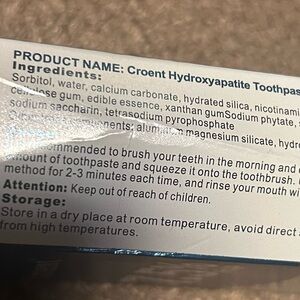 PRODUCT NAME: Croent Hydroxyapatite Toothpas
Ingredients:
Sorbitol, water, calcium carbonate, hydrated silica, nicotinami
cellulose gum, edible essence, xanthan gumSodium phytate,
sodium saccharin, tetrasodium pyrophosphate
components: aluminum magnesium silicate, hydr
ommended to brush your teeth in the morning and e
amount of toothpaste and squeeze it onto the toothbrush.
method for 2-3 minutes each time, and rinse your mouth wi
Attention: Keep out of reach of children.
Storage:
Store in a dry place at room temperature, avoid direct s
from high temperatures.